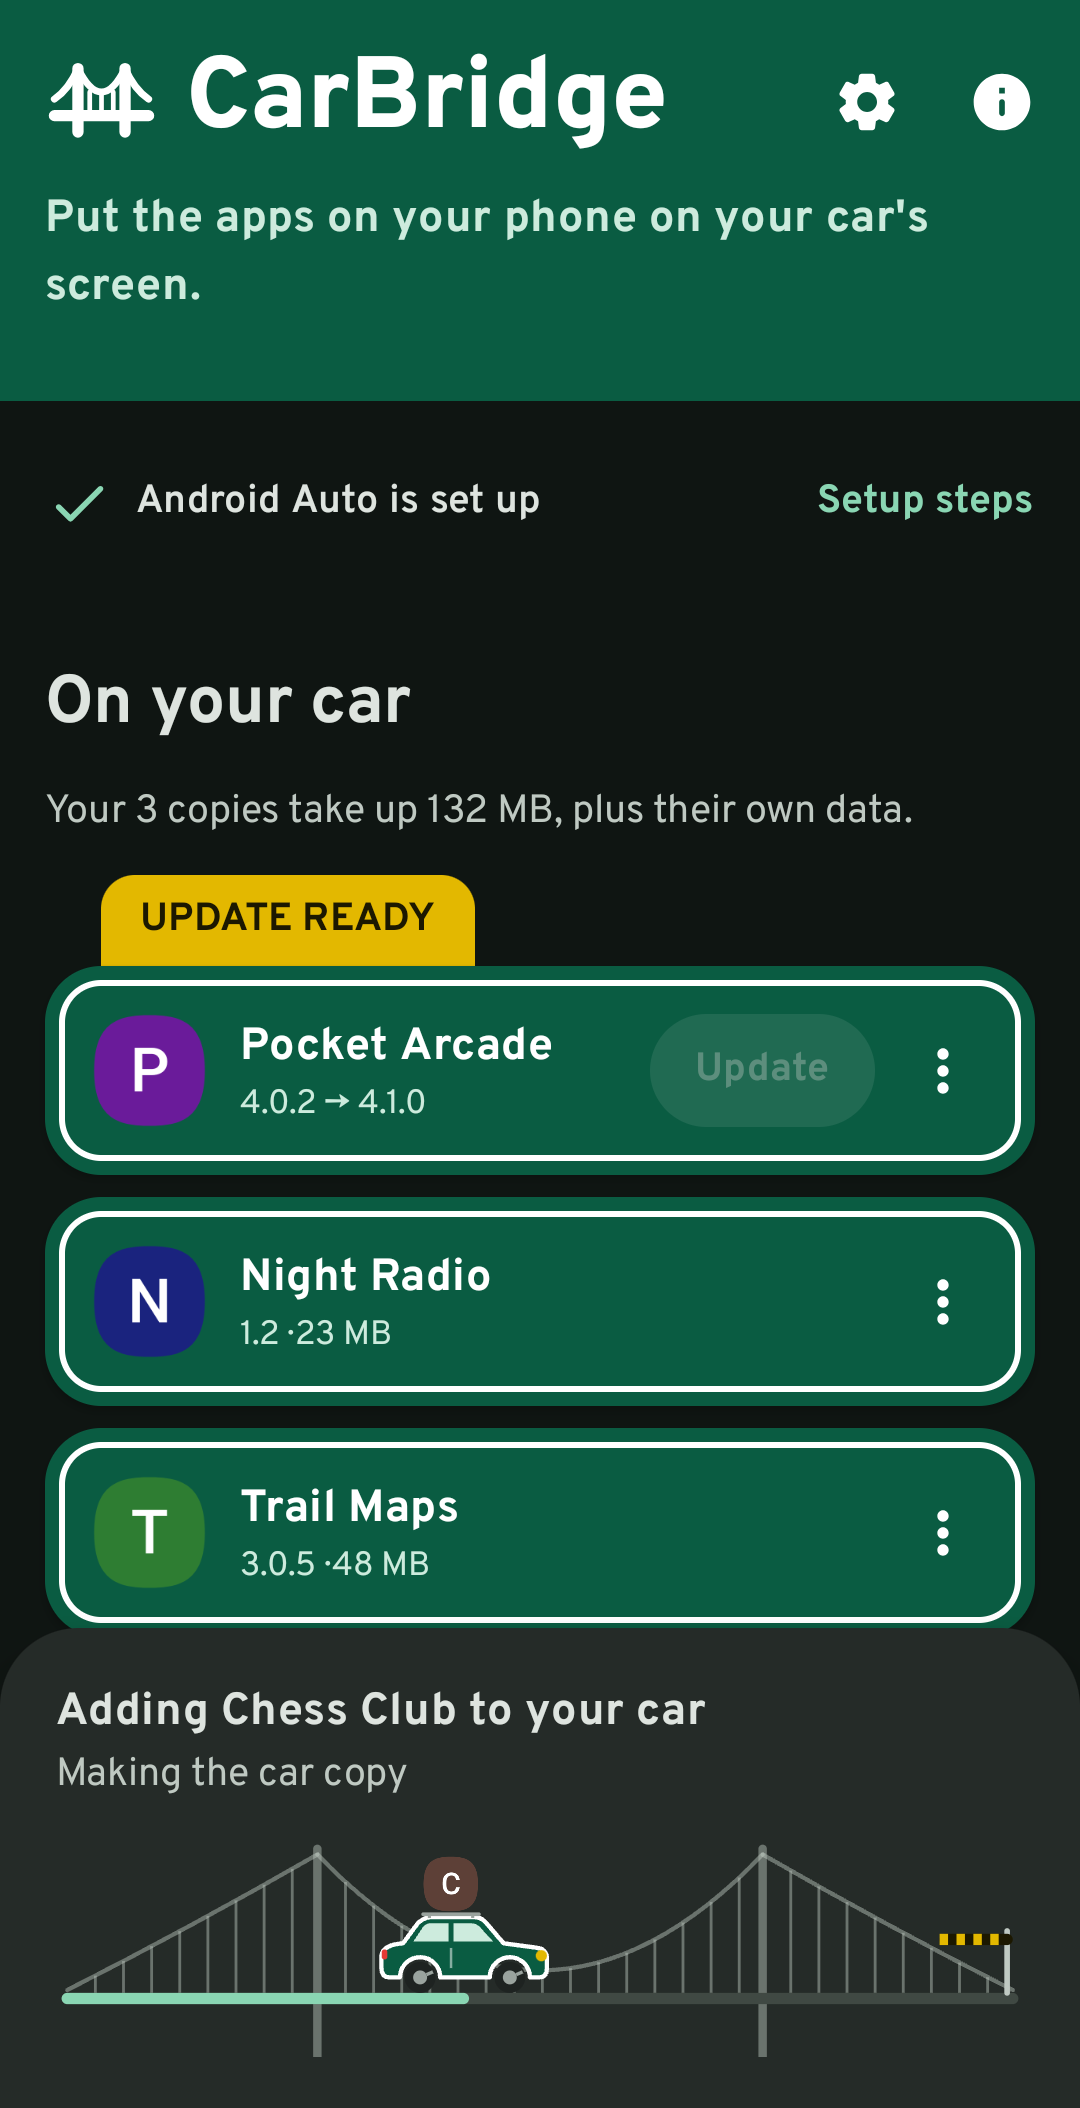 CarBridge
Put the apps on your phone on your car's
screen.
Android Auto is set up
Setup steps
On your car
Your 3 copies take up 132 MB, plus their own data.
UPDATE READY
P
Pocket Arcade
4.0.2 → 4.1.0
Update
N
Night Radio
1.2 · 23 MB
T
Trail Maps
3.0.5 · 48 MB
Adding Chess Club to your car
Making the car copy
C